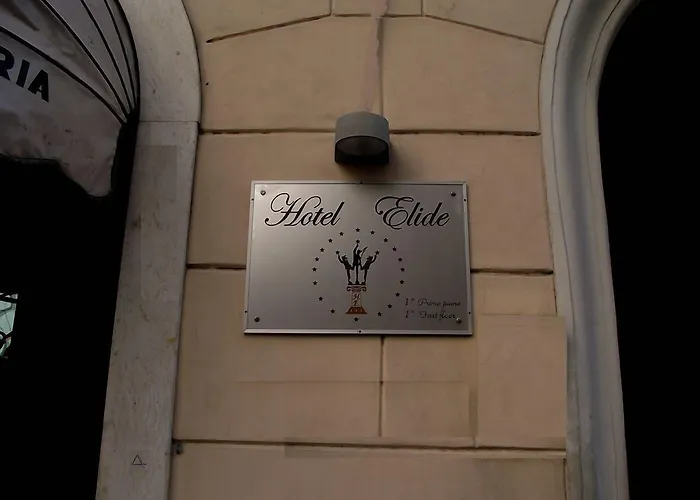 RIA
Hotel Elide
H
E
1° Primo piano
1° First floor